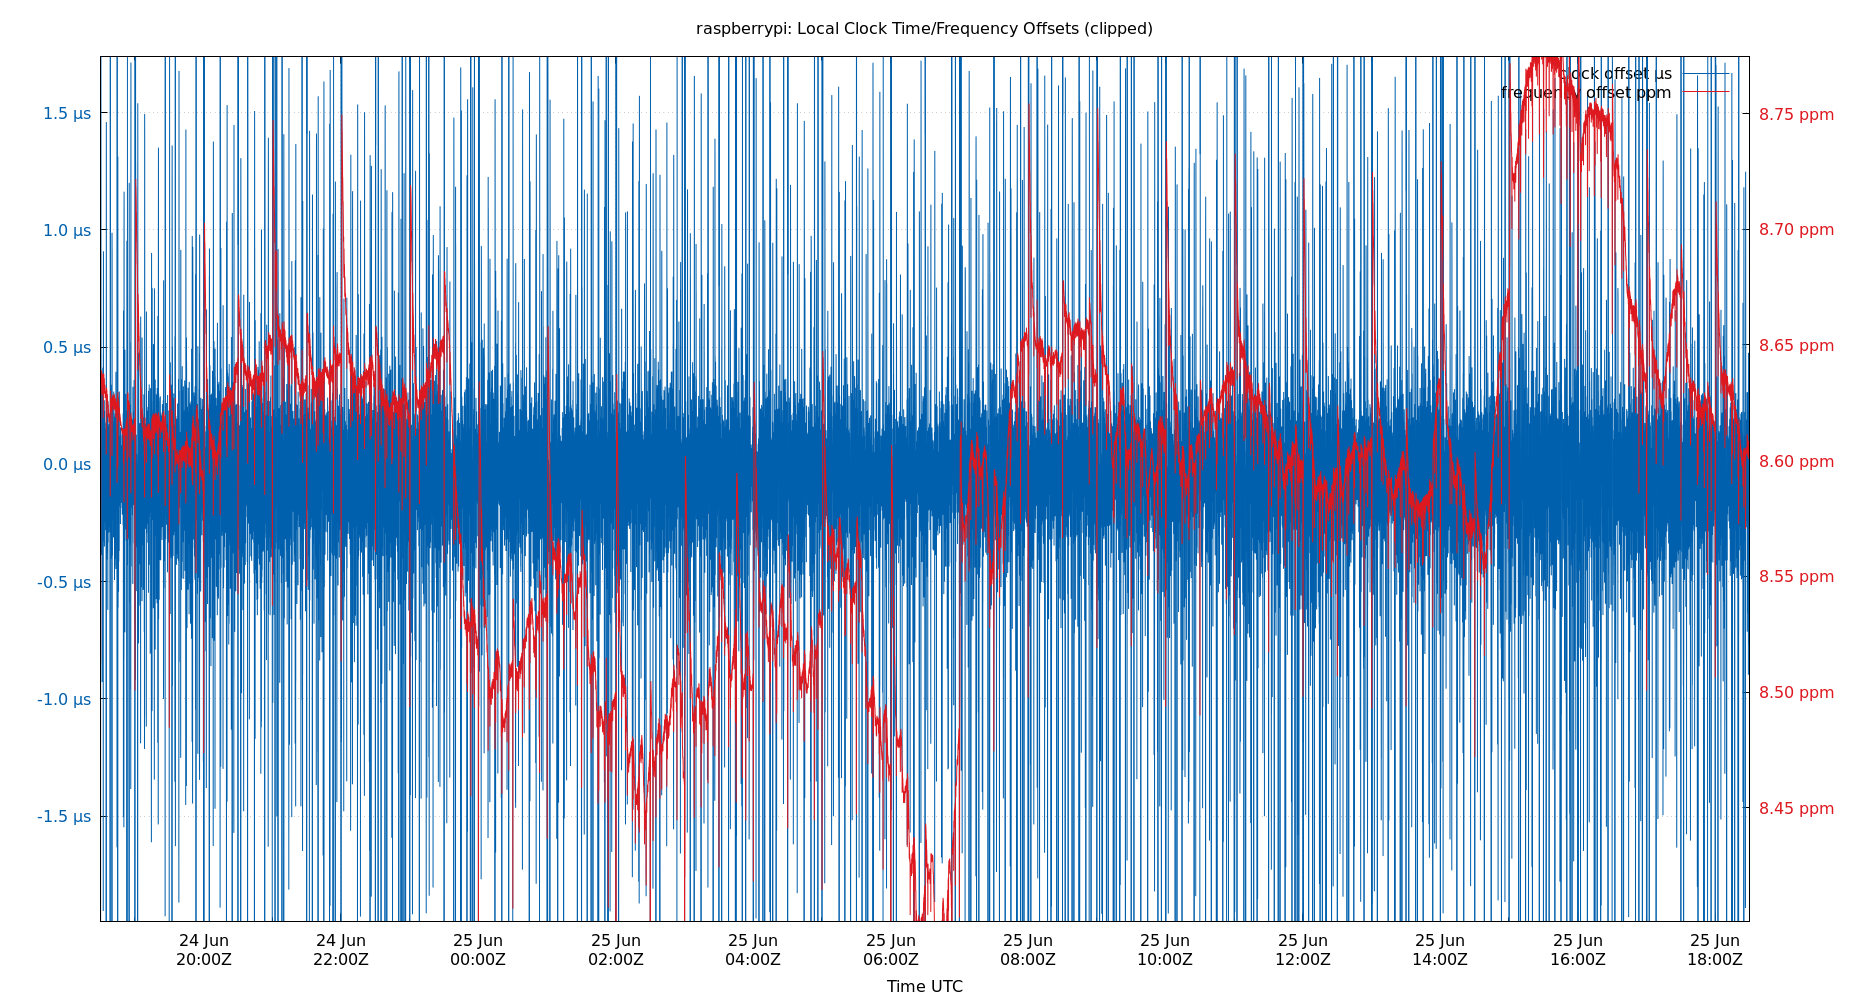 raspberrypi: Local Clock Time/Frequency Offsets (clipped)
clock offset µs
frequency offset ppm
1.5 µs
1.0 µs
0.5 µs
0.0 µs
-0.5 µs
-1.0 µs
-1.5 µs
8.75 ppm
8.70 ppm
8.65 ppm
8.60 ppm
8.55 ppm
8.50 ppm
8.45 ppm
24 Jun 24 Jun 25 Jun 25 Jun 25 Jun 25 Jun 25 Jun 25 Jun 25 Jun 25 Jun 25 Jun 25 Jun
20:00Z 22:00Z 00:00Z 02:00Z 04:00Z 06:00Z 08:00Z 10:00Z 12:00Z 14:00Z 16:00Z 18:00Z
Time UTC